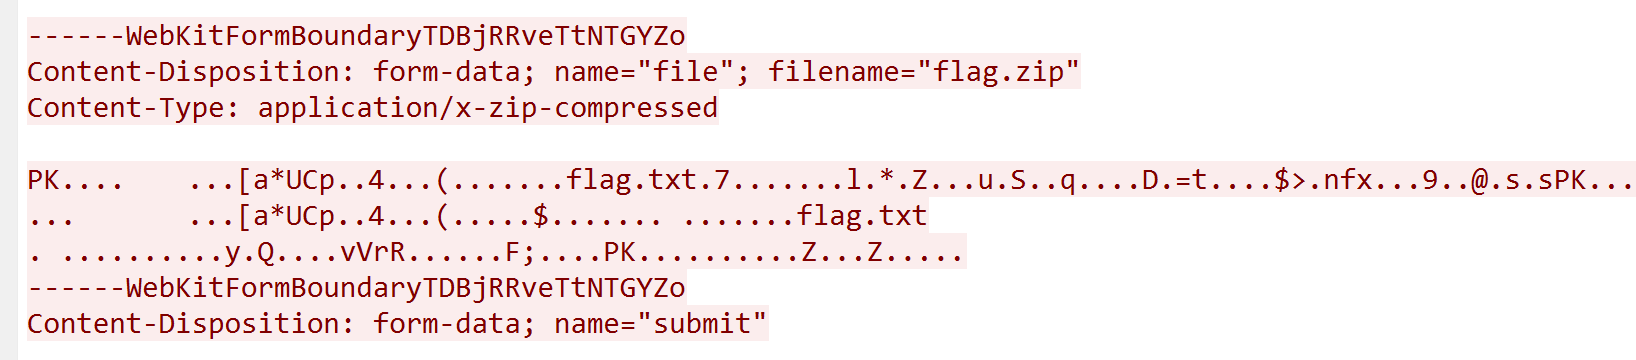 ------WebKitFormBoundaryTDBjRRveTtNTGYZo
Content-Disposition: form-data; name="file"; filename="flag.zip"
Content-Type: application/x-zip-compressed
PK....    ...[a*UCp..4...(.......flag.txt.7.......l.*.Z...u.S..q....D.=t....$>.nfx...9..@.s.sPK...
...       ...[a*UCp..4...(.....$....... .......flag.txt
. ..........y.Q....vVrR......F;....PK..........Z...Z.....
------WebKitFormBoundaryTDBjRRveTtNTGYZo
Content-Disposition: form-data; name="submit"